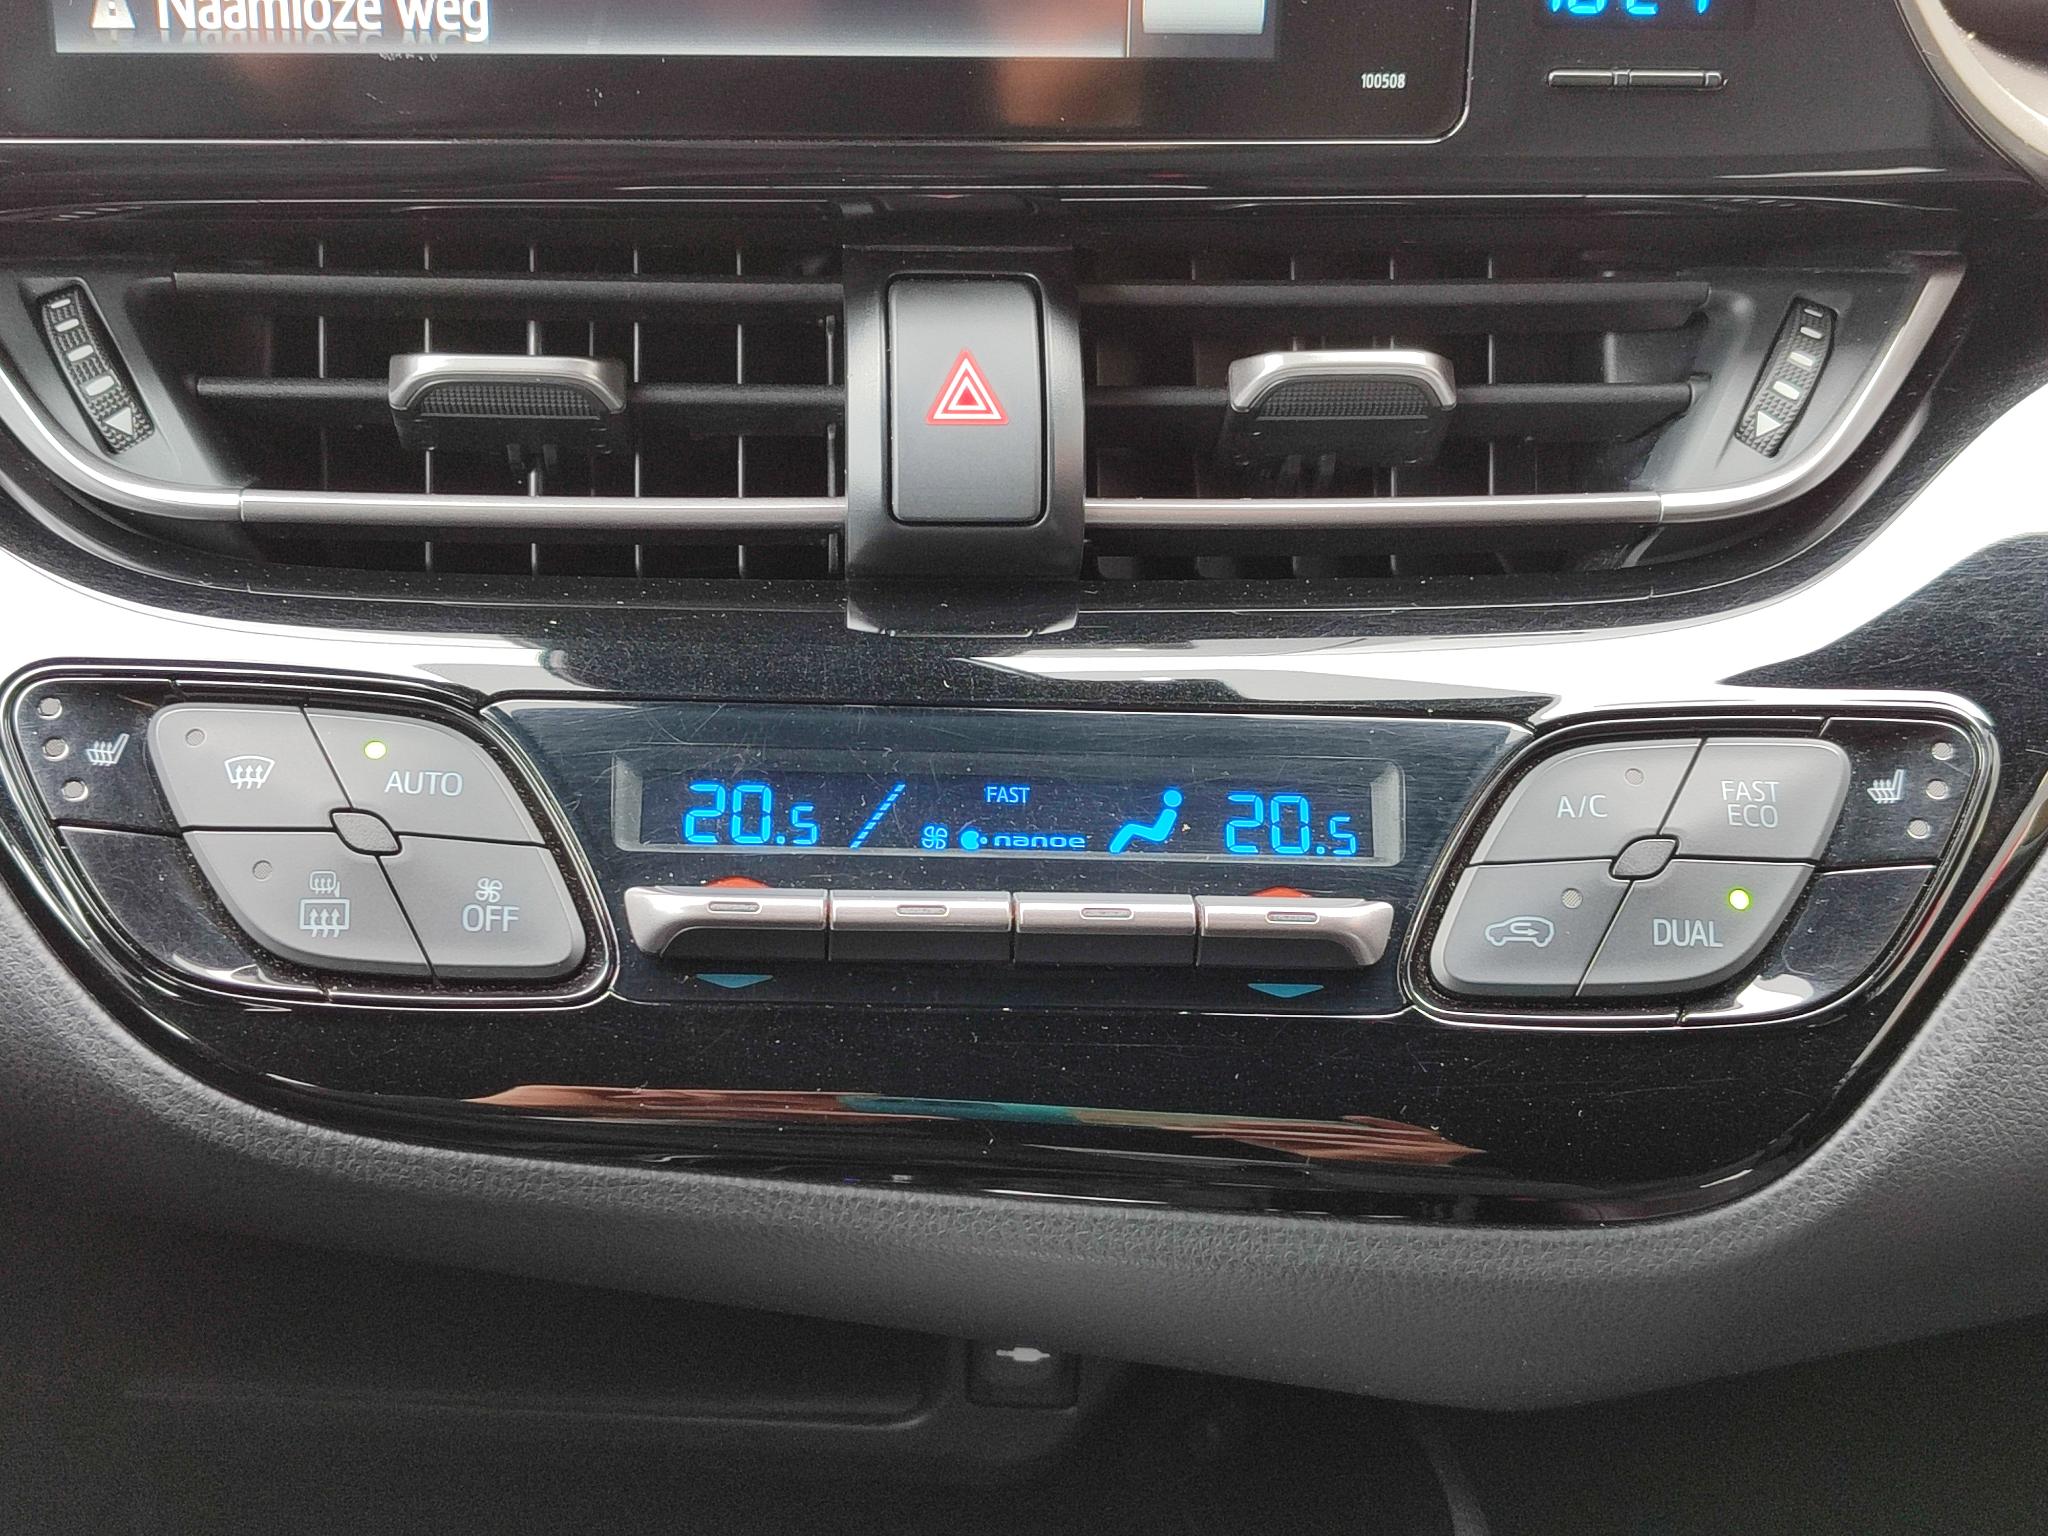 Naamloze weg
100508
AUTO
OFF
20.5
FAST
nanoe
20.5
A/C
FAST
ECO
DUAL